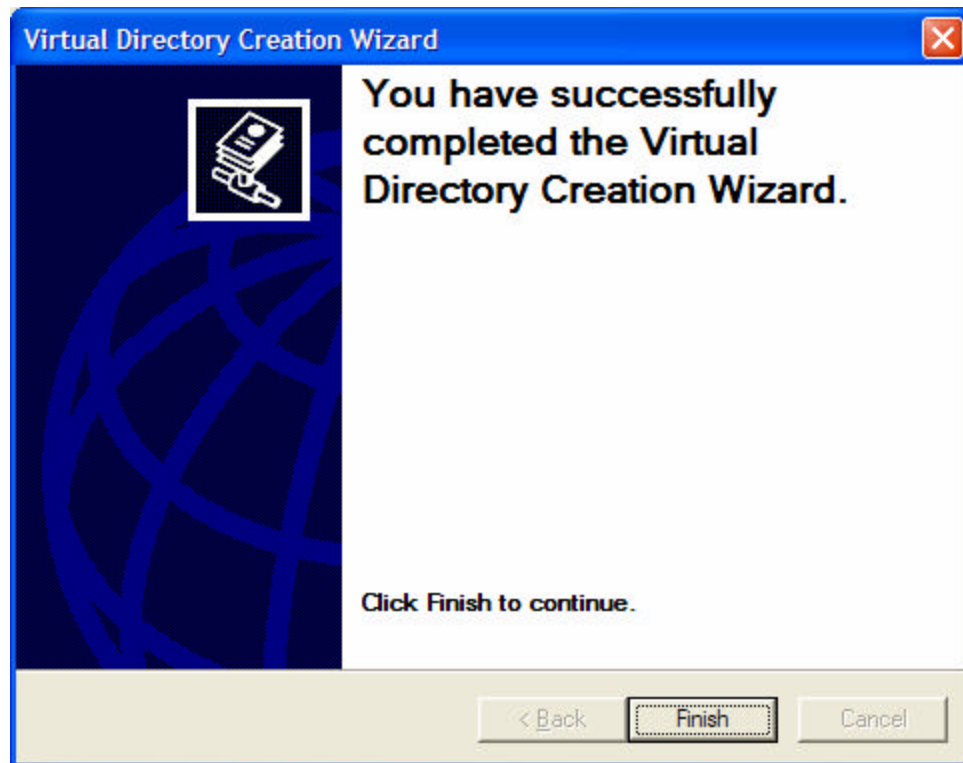 Virtual Directory Creation Wizard
You have successfully
completed the Virtual
Directory Creation Wizard.
Click Finish to continue.
< Back Finish Cancel